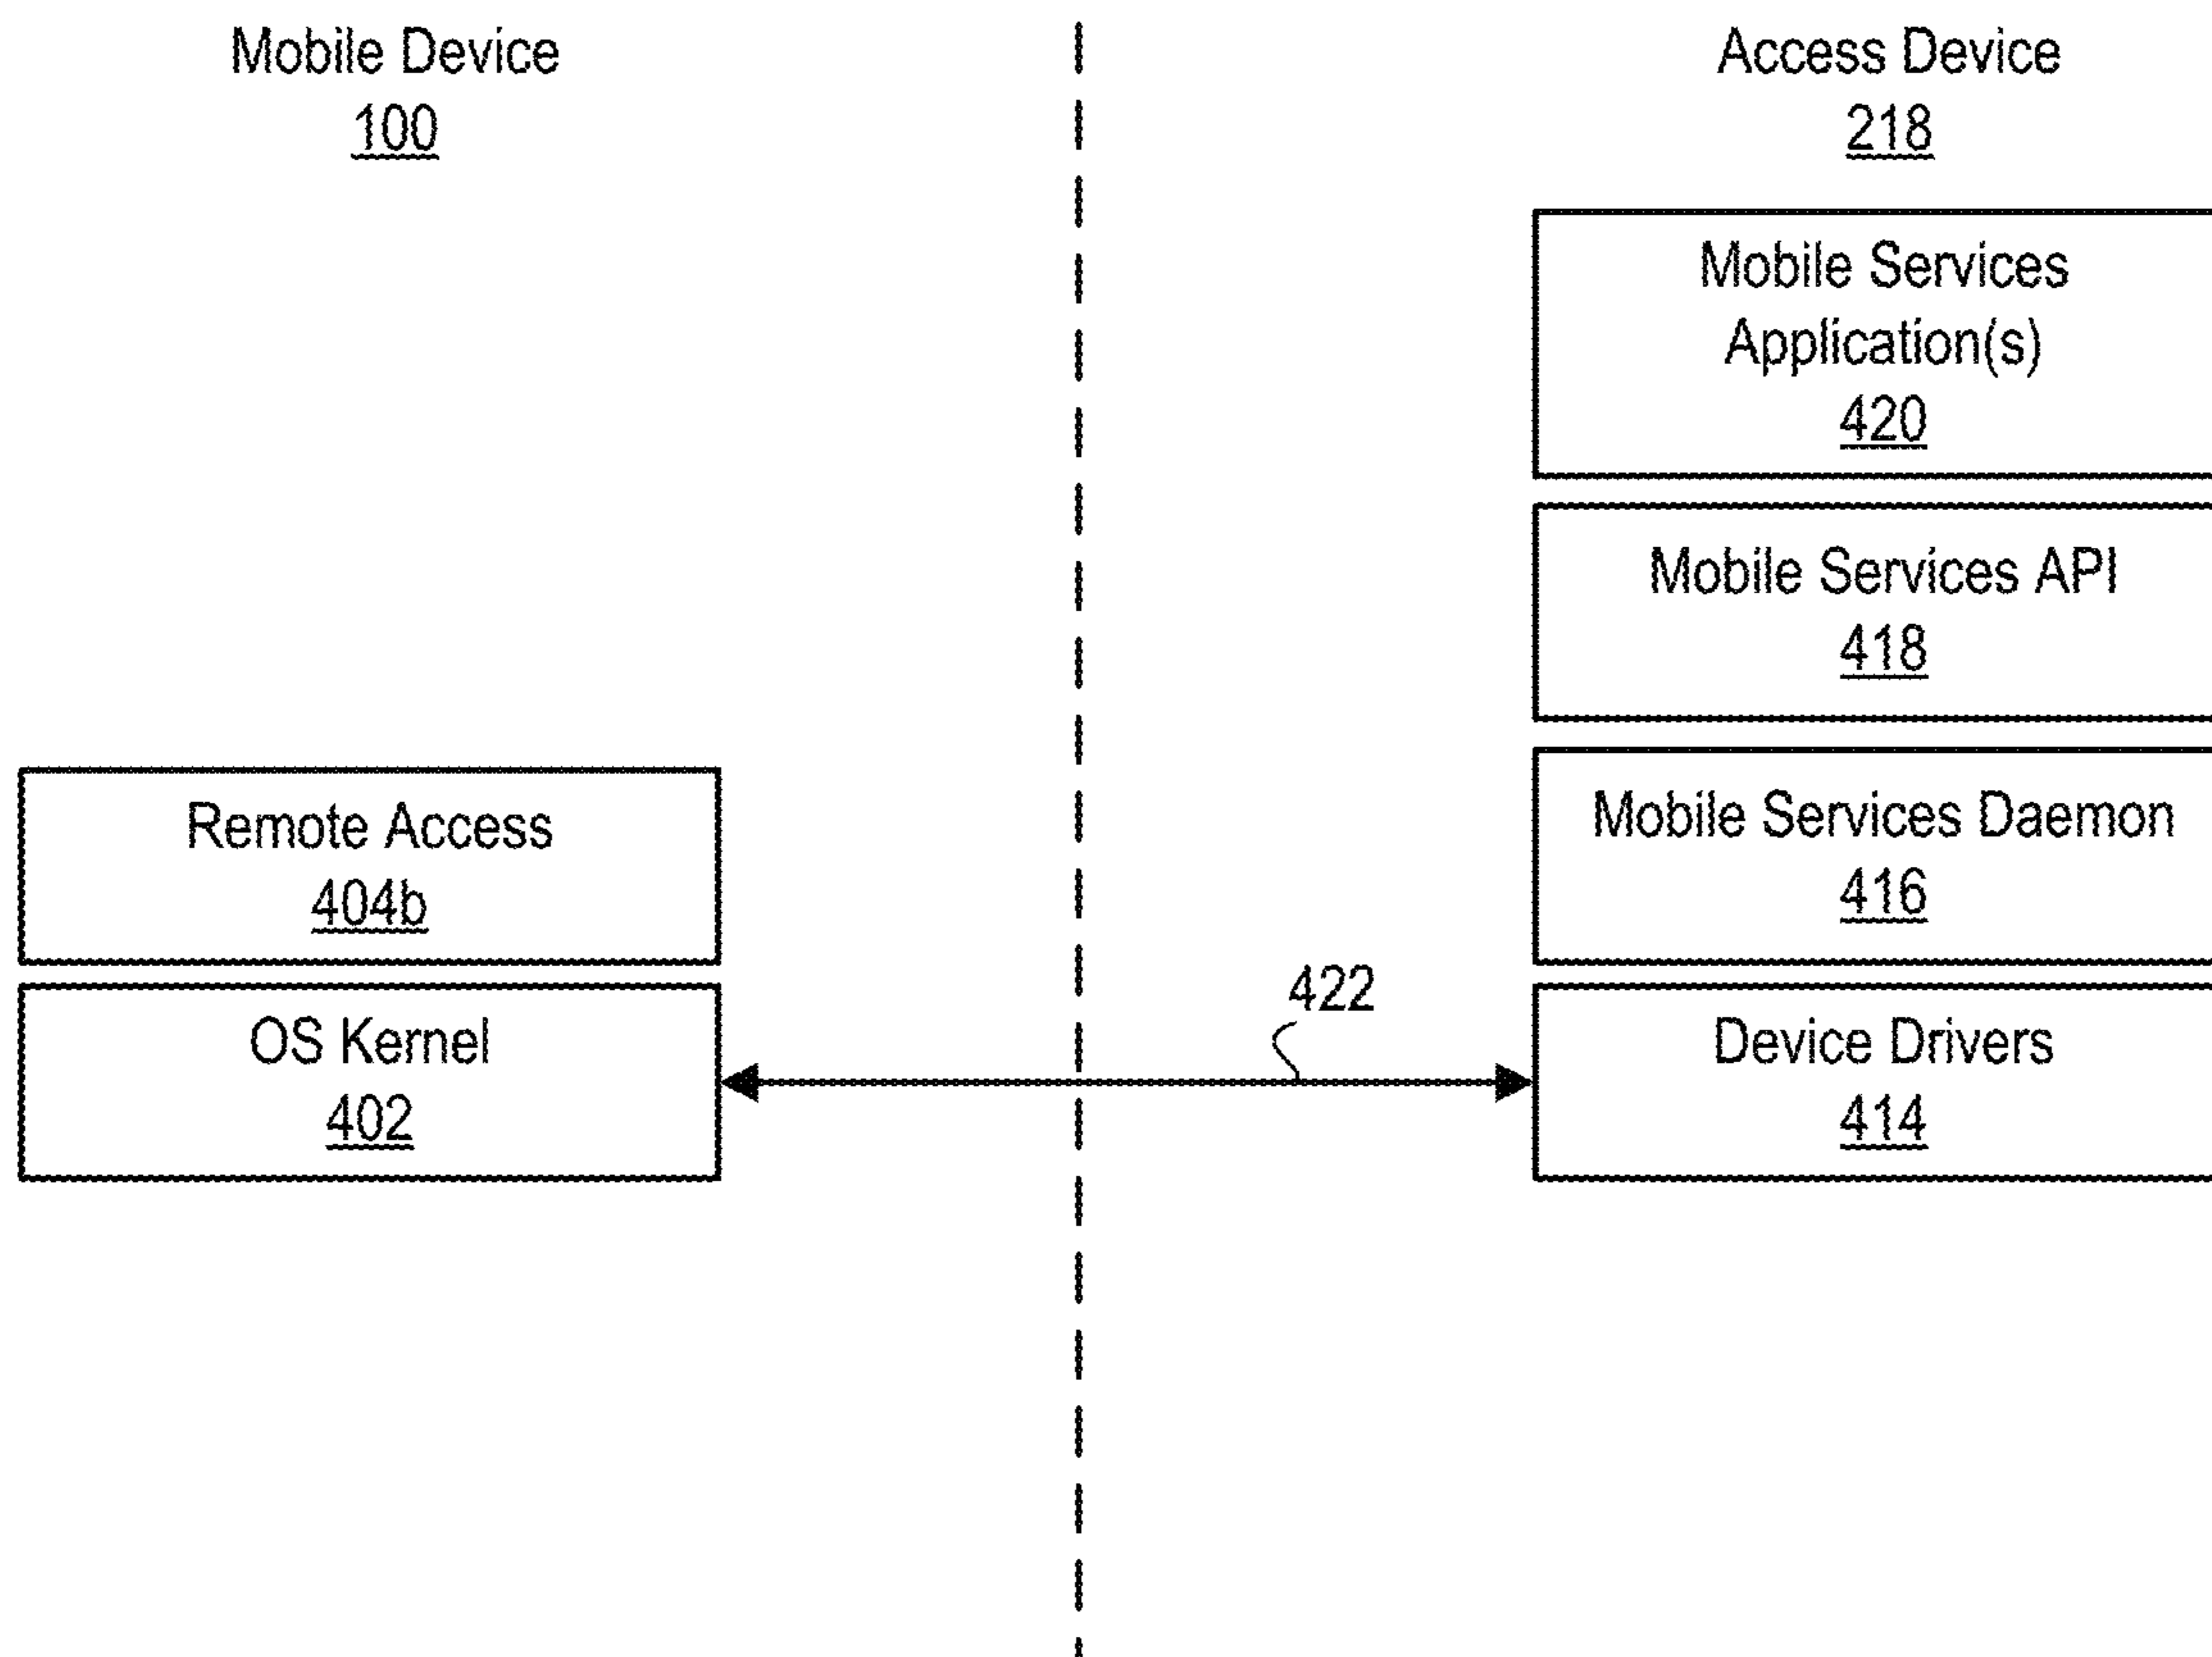 Mobile Device
100
Access Device
218
Mobile Services
Application(s)
420
Mobile Services API
418
Mobile Services Daemon
416
Remote Access
404b
422
OS Kernel
402
Device Drivers
414